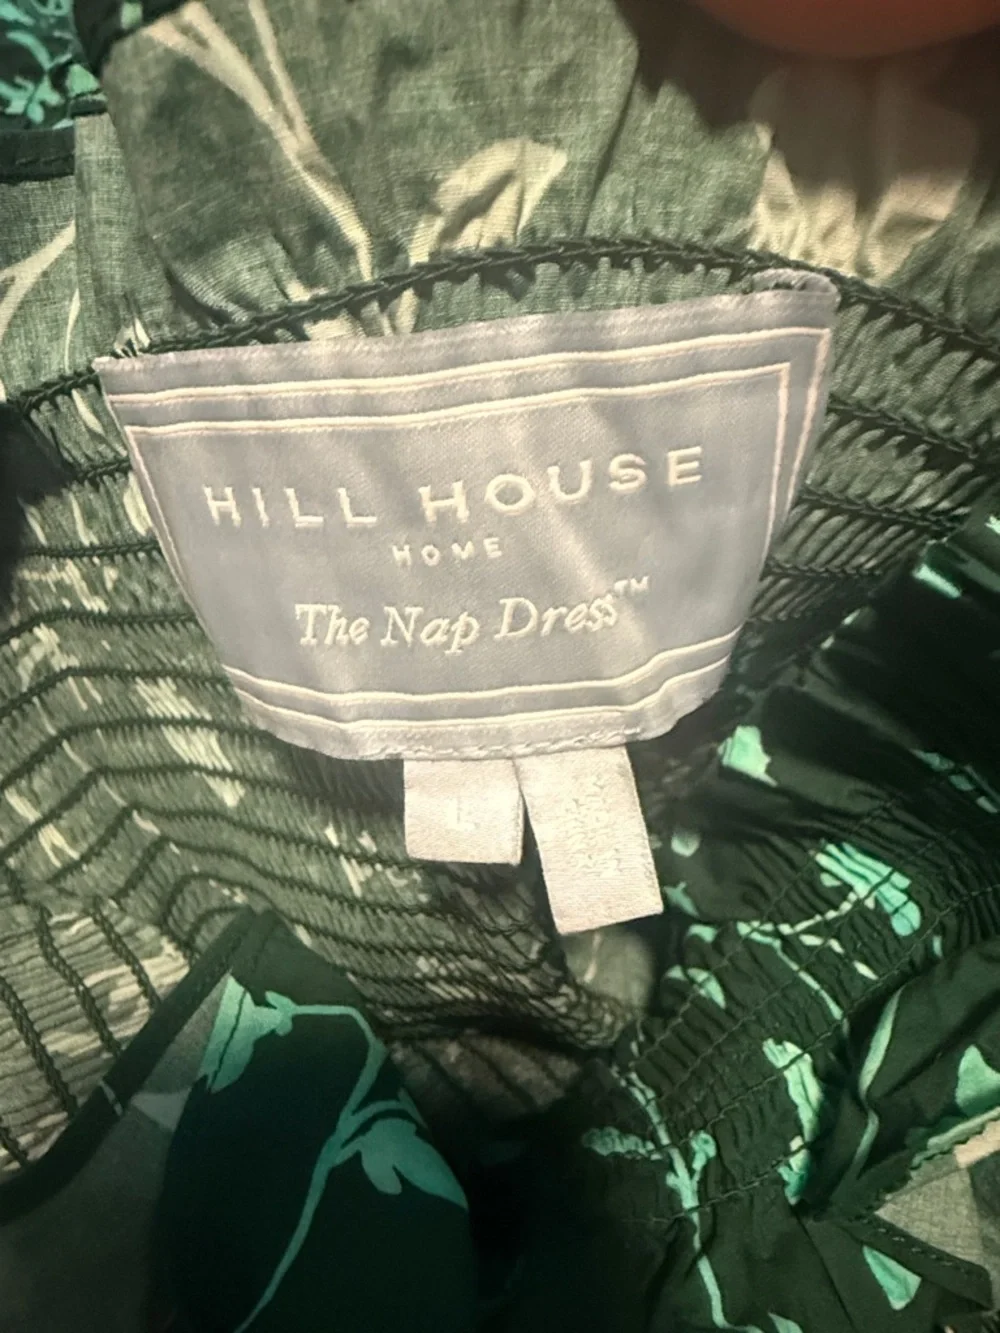 HILL HOUSE
HOME
The Nap Dress™